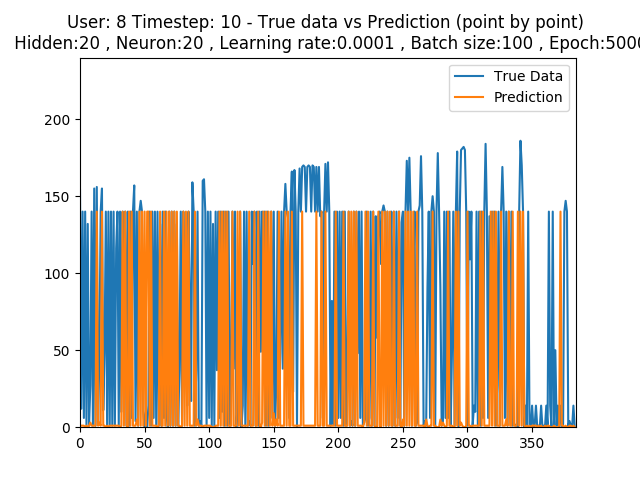 User: 8 Timestep: 10 - True data vs Prediction (point by point)
Hidden:20 , Neuron:20 , Learning rate:0.0001 , Batch size:100 , Epoch:5000
True Data
Prediction
200
150
100
50
0
0 50 100 150 200 250 300 350